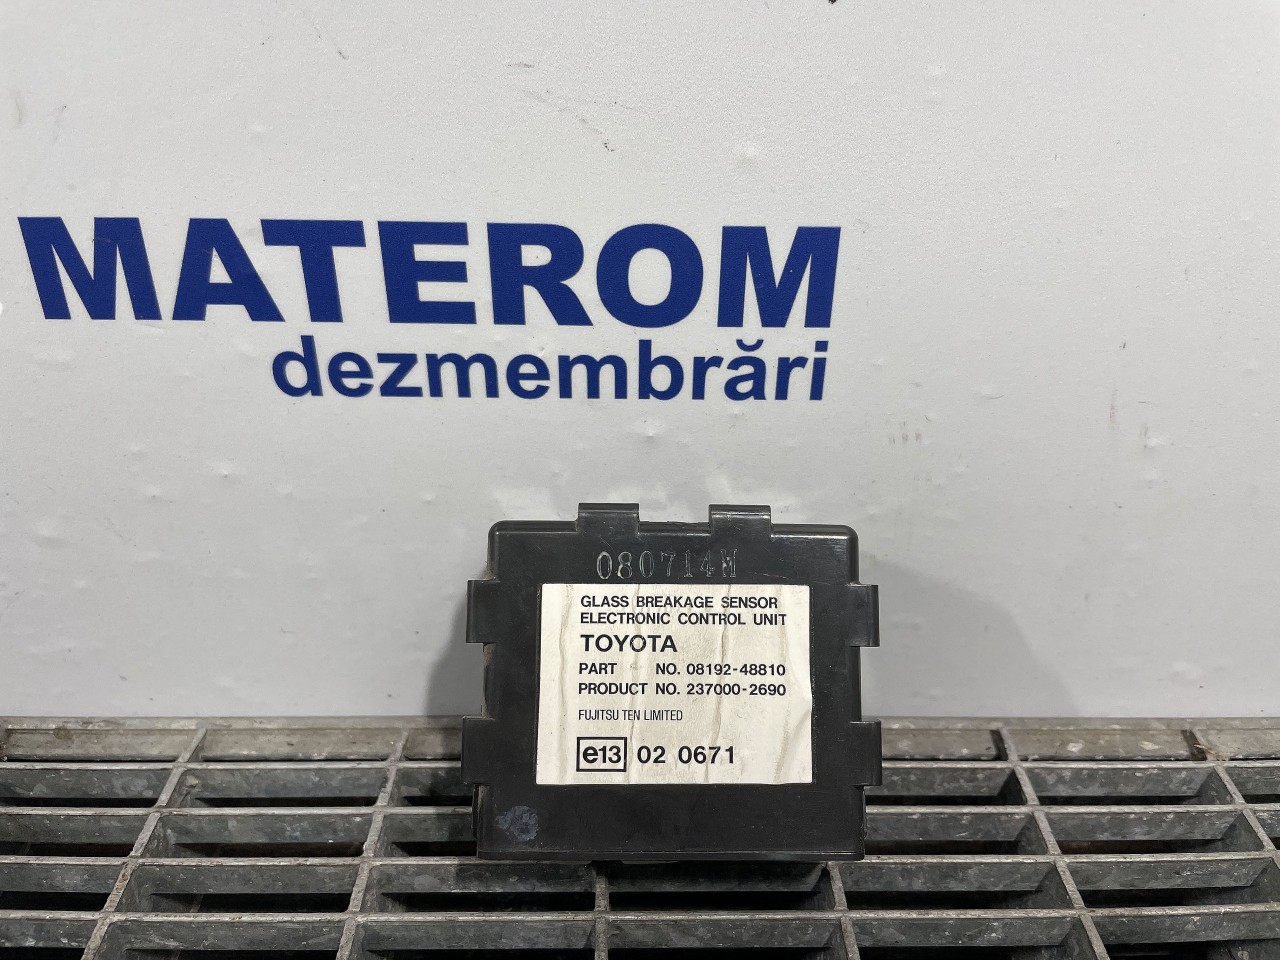 MATEROM
dezmembrări
080714M
GLASS BREAKAGE SENSOR
ELECTRONIC CONTROL UNIT
TOYOTA
PART NO. 08192-48810
PRODUCT NO. 237000-2690
FUJITSU TEN LIMITED
e13 02 0671